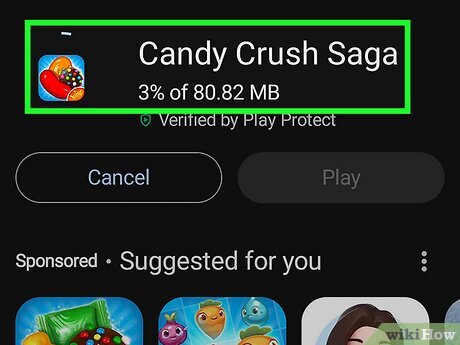 Candy Crush Saga
3% of 80.82 MB
Verified by Play Protect
Cancel
Play
Sponsored • Suggested for you
wikiHow